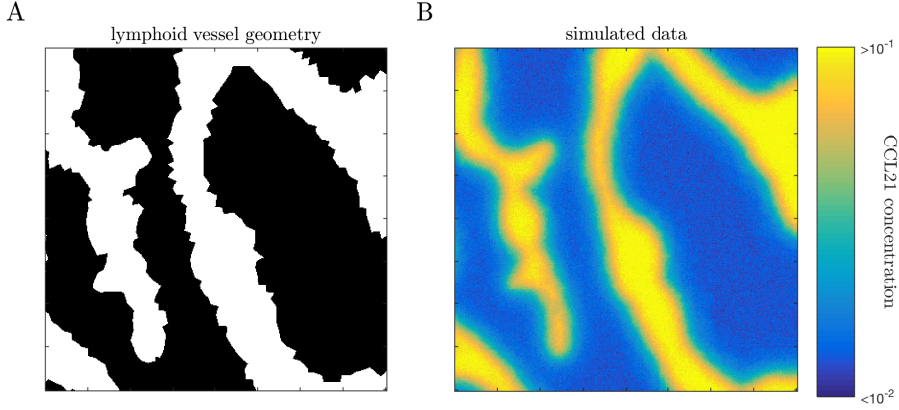 A
B
lymphoid vessel geometry
simulated data
>10-1
CCL21 concentration
<10-2